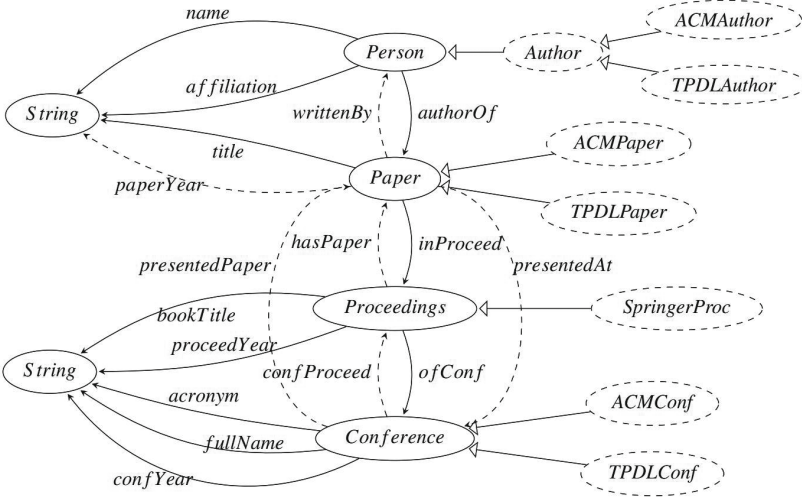 name
ACMAuthor
Person
Author
affiliation
TPDLAuthor
String
writtenBy
authorOf
title
ACMPaper
paperYear
Paper
TPDLPaper
hasPaper
inProceed
presentedPaper
presentedAt
bookTitle
Proceedings
SpringerProc
proceedYear
String
confProceed
ofConf
acronym
ACMConf
fullName
Conference
confYear
TPDLConf